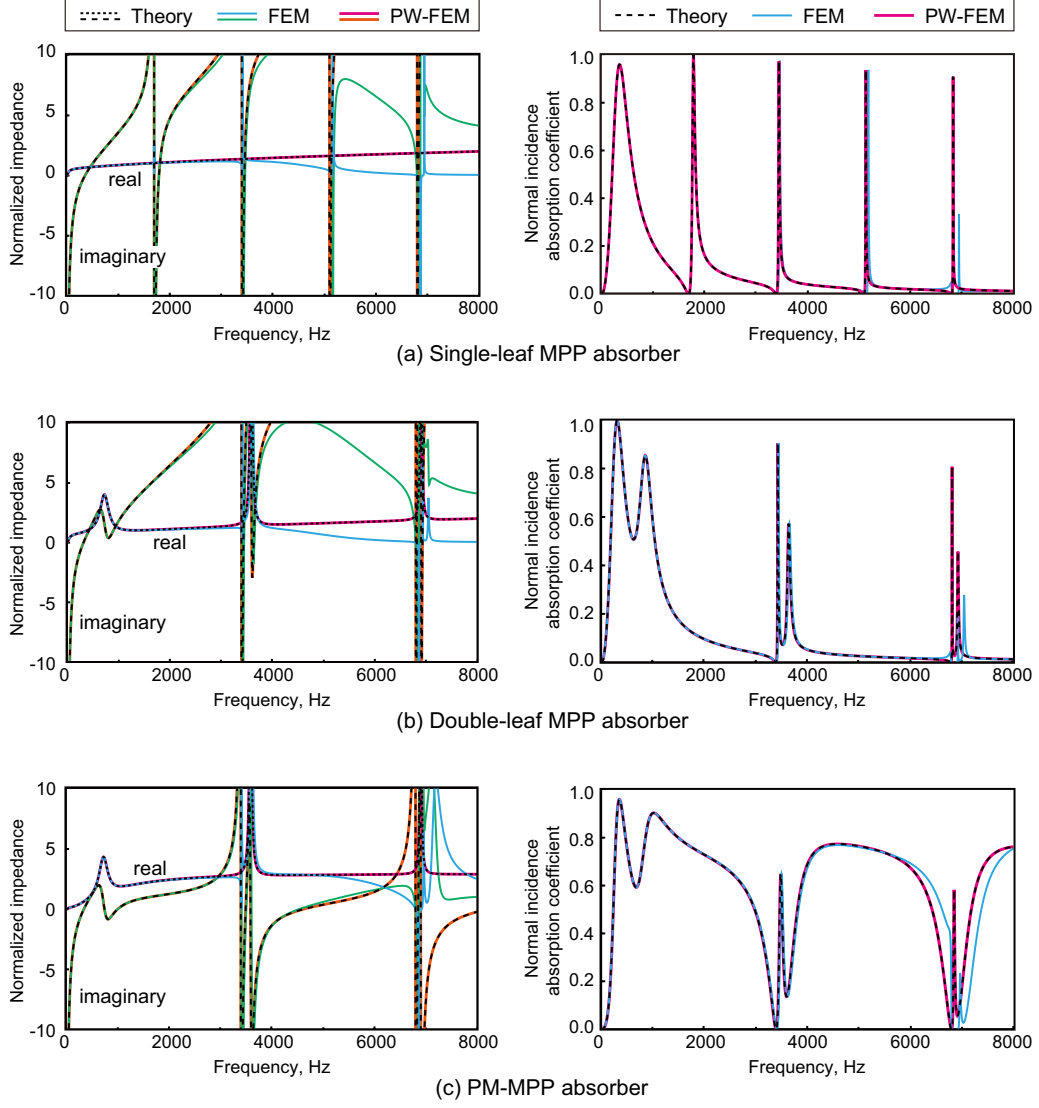 Theory FEM PW-FEM
Theory FEM PW-FEM
Normalized impedance
10
5
0
-5
-10
real
imaginary
0 2000 4000 6000 8000
Frequency, Hz
Normal incidence
absorption coefficient
1.0
0.8
0.6
0.4
0.2
0.0
0 2000 4000 6000 8000
Frequency, Hz
(a) Single-leaf MPP absorber
Normalized impedance
10
5
0
-5
-10
real
imaginary
0 2000 4000 6000 8000
Frequency, Hz
Normal incidence
absorption coefficient
1.0
0.8
0.6
0.4
0.2
0.0
0 2000 4000 6000 8000
Frequency, Hz
(b) Double-leaf MPP absorber
Normalized impedance
10
5
0
-5
-10
real
imaginary
0 2000 4000 6000 8000
Frequency, Hz
Normal incidence
absorption coefficient
1.0
0.8
0.6
0.4
0.2
0.0
0 2000 4000 6000 8000
Frequency, Hz
(c) PM-MPP absorber